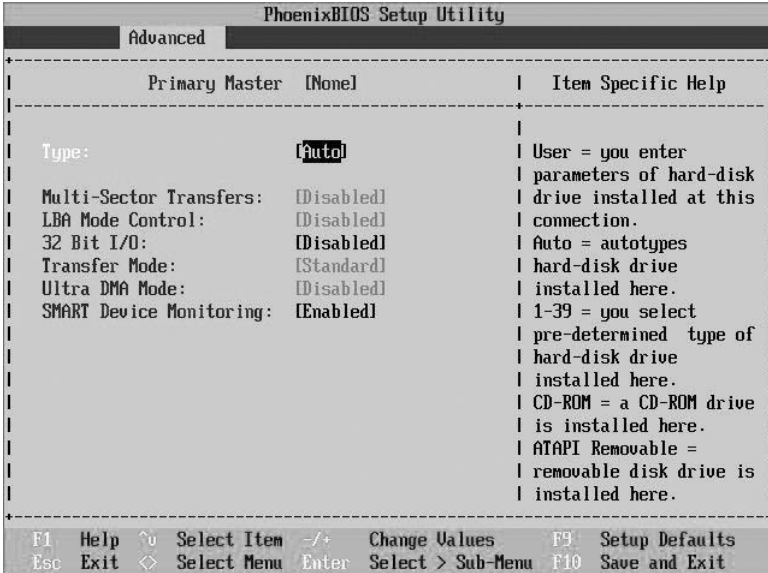 PhoenixBIOS Setup Utility
Advanced
Primary Master [None]
Item Specific Help
Type: [Auto]
Multi-Sector Transfers: [Disabled]
LBA Mode Control: [Disabled]
32 Bit I/O: [Disabled]
Transfer Mode: [Standard]
Ultra DMA Mode: [Disabled]
SMART Device Monitoring: [Enabled]
User = you enter
parameters of hard-disk
drive installed at this
connection.
Auto = autotypes
hard-disk drive
installed here.
1-39 = you select
pre-determined type of
hard-disk drive
installed here.
CD-ROM = a CD-ROM drive
is installed here.
ATAPI Removable =
removable disk drive is
installed here.
F1 Help ^v Select Item -/+ Change Values F9 Setup Defaults
Esc Exit <> Select Menu Enter Select > Sub-Menu F10 Save and Exit